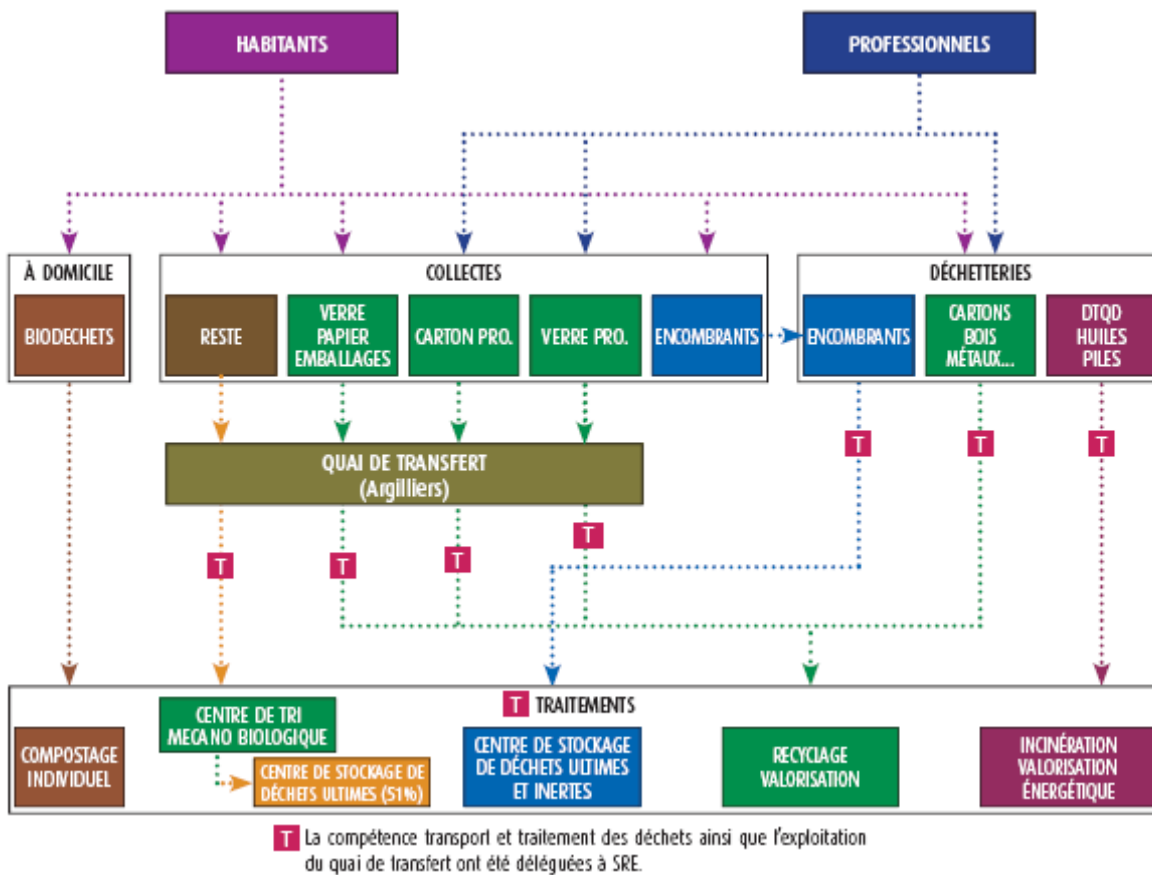 HABITANTS
PROFESSIONNELS
À DOMICILE
BIODECHETS
COLLECTES
RESTE
VERRE
PAPIER
EMBALLAGES
CARTON PRO.
VERRE PRO.
ENCOMBRANTS
DÉCHETTERIES
ENCOMBRANTS
CARTONS
BOIS
MÉTAUX...
DTQD
HUILES
PILES
QUAI DE TRANSFERT
(Argilliers)
T
T
T
T
T
T
T
T TRAITEMENTS
COMPOSTAGE
INDIVIDUEL
CENTRE DE TRI
MECANO BIOLOGIQUE
CENTRE DE STOCKAGE DE
DÉCHETS ULTIMES (51%)
CENTRE DE STOCKAGE
DE DÉCHETS ULTIMES
ET INERTES
RECYCLAGE
VALORISATION
INCINÉRATION
VALORISATION
ÉNERGÉTIQUE
T La compétence transport et traitement des déchets ainsi que l'exploitation
du quai de transfert ont été déléguées à SRE.